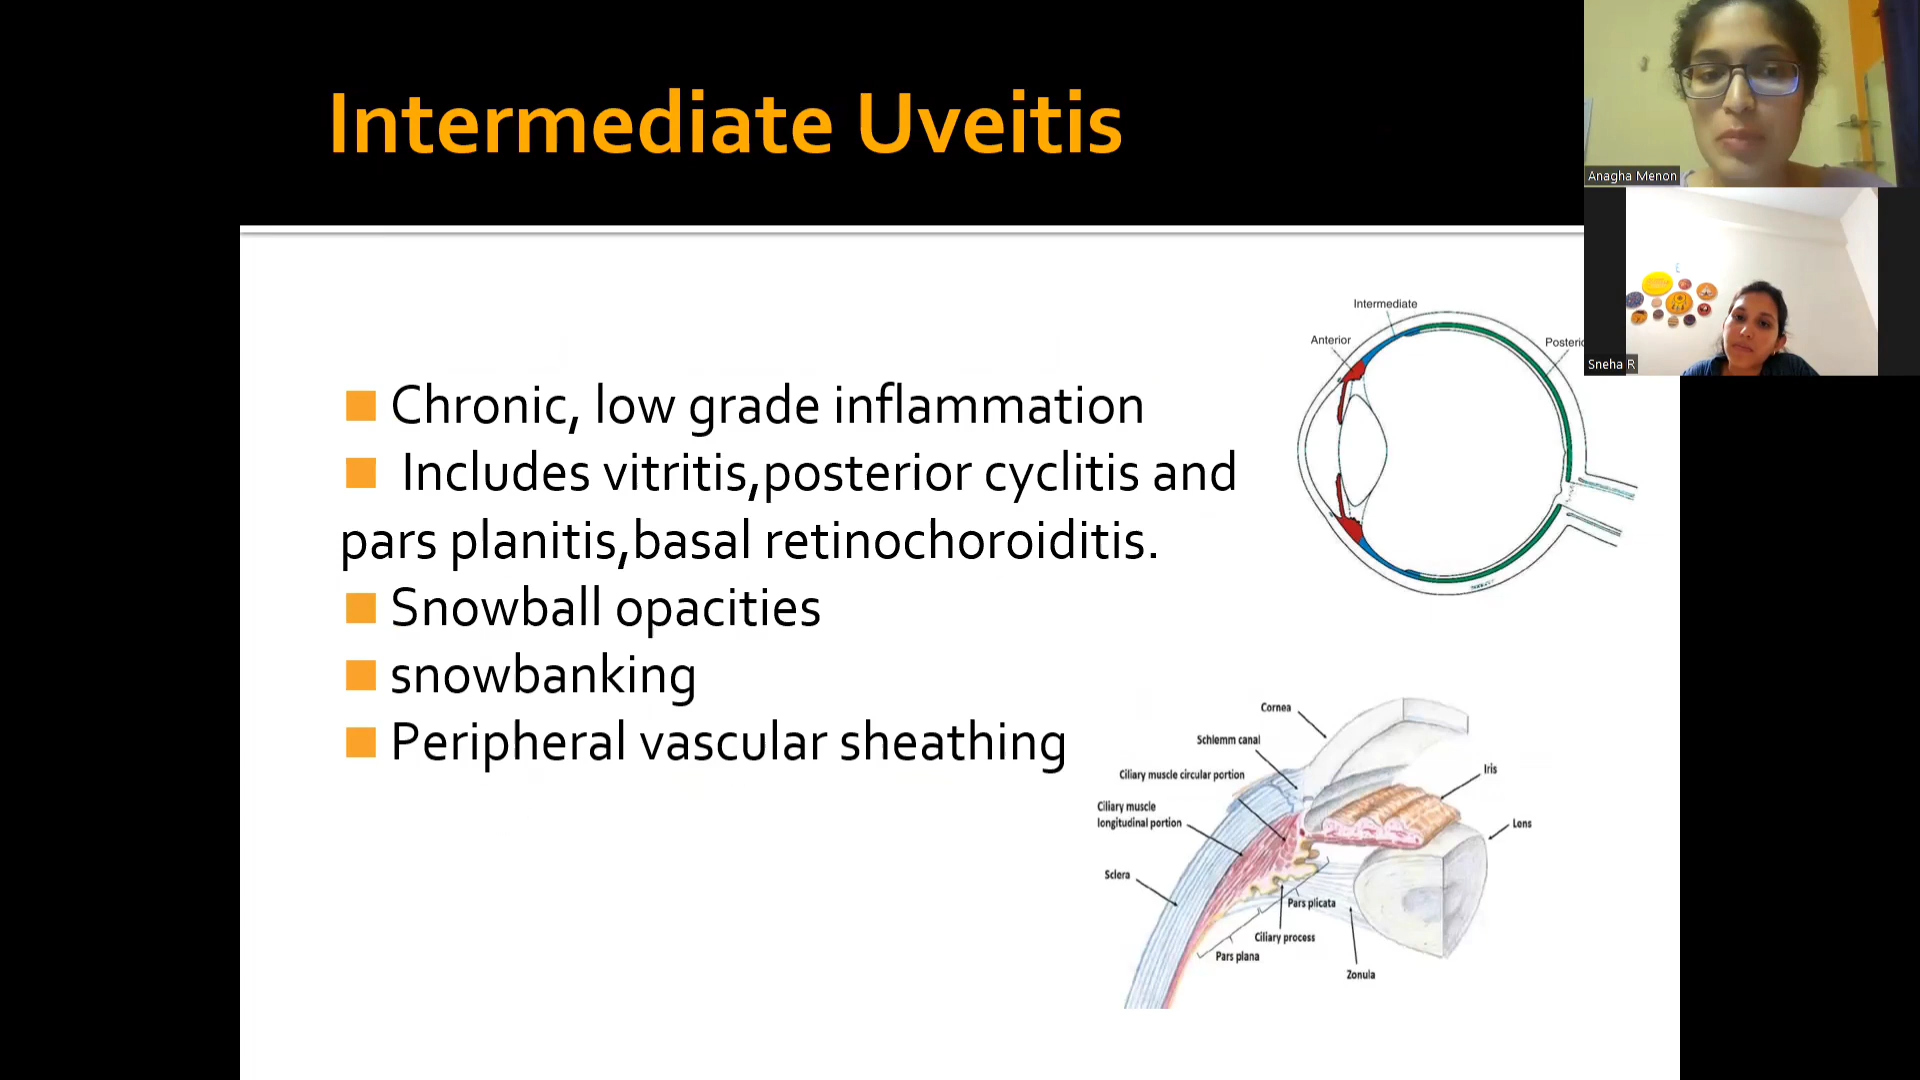 Intermediate Uveitis
Chronic, low grade inflammation
Includes vitritis,posterior cyclitis and
pars planitis,basal retinochoroiditis.
Snowball opacities
snowbanking
Peripheral vascular sheathing
Intermediate
Anterior
Posterio
Cornea
Schlemm canal
Ciliary muscle circular portion
Ciliary muscle
longitudinal portion
Sclera
Iris
Lens
Pars plicata
Ciliary process
Pars plana
Zonula
Anagha Menon
Sneha R